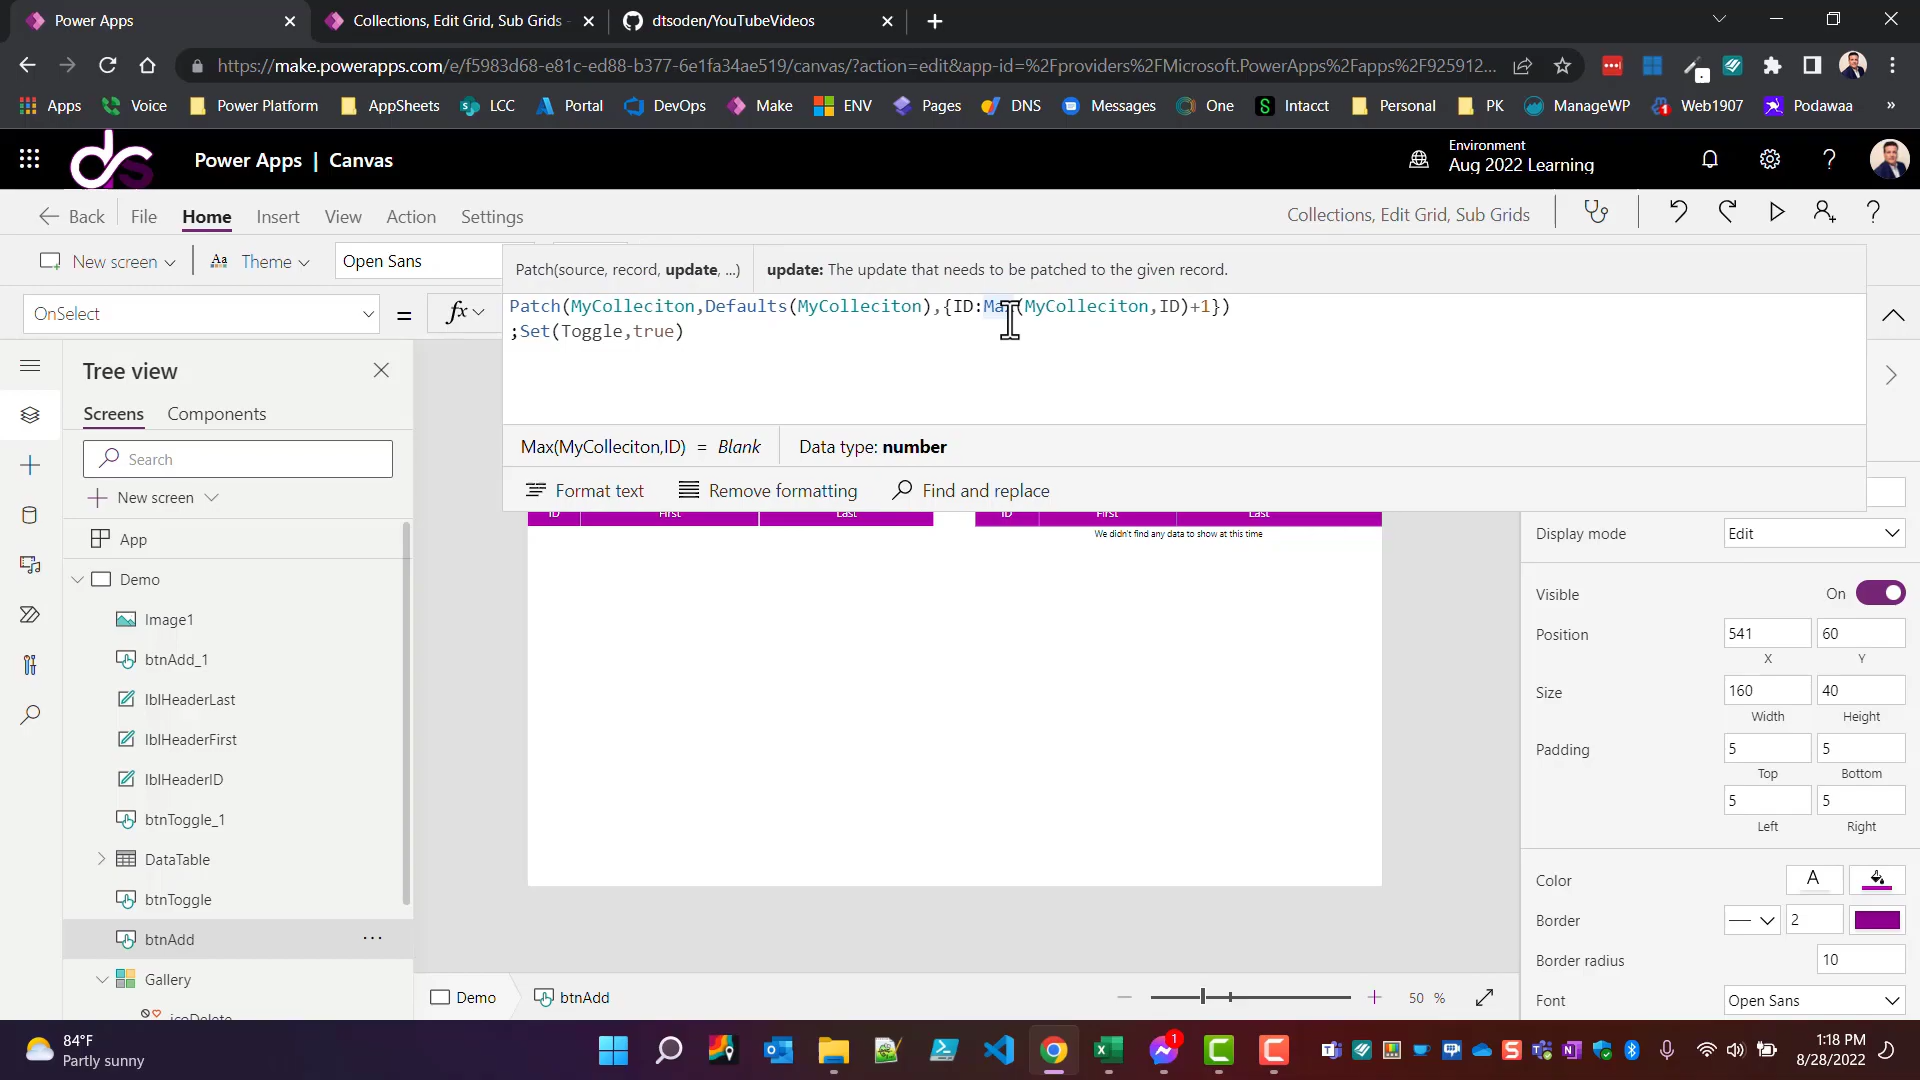 Power Apps
Collections, Edit Grid, Sub Grids
dtsoden/YouTubeVideos
https://make.powerapps.com/e/f5983d68-e81c-ed88-b377-6e1fa34ae519/canvas/?action=edit&app-id=%2Fproviders%2FMicrosoft.PowerApps%2Fapps%2F925912...
Apps Voice Power Platform AppSheets LCC Portal DevOps Make ENV Pages DNS Messages One Intacct Personal PK ManageWP Web1907 Podawaa »
ds Power Apps | Canvas
Environment
Aug 2022 Learning
Back File Home Insert View Action Settings Collections, Edit Grid, Sub Grids
New screen Theme Open Sans
Patch(source, record, update, ...) update: The update that needs to be patched to the given record.
OnSelect = fx
Patch(MyColleciton,Defaults(MyColleciton),{ID:Max(MyColleciton,ID)+1})
;Set(Toggle,true)
Max(MyColleciton,ID) = Blank Data type: number
Format text Remove formatting Find and replace
Tree view
Screens Components
Search
New screen
App
Demo
Image1
btnAdd_1
lblHeaderLast
lblHeaderFirst
lblHeaderID
btnToggle_1
DataTable
btnToggle
btnAdd ...
Gallery
icoDelete
ID First Last ID First Last
We didn't find any data to show at this time
Display mode Edit
Visible On
Position 541 60
X Y
Size 160 40
Width Height
Padding 5 5
Top Bottom
5 5
Left Right
Color A
Border 2
Border radius 10
Font Open Sans
Demo btnAdd 50 %
84°F
Partly sunny
1
1:18 PM
8/28/2022